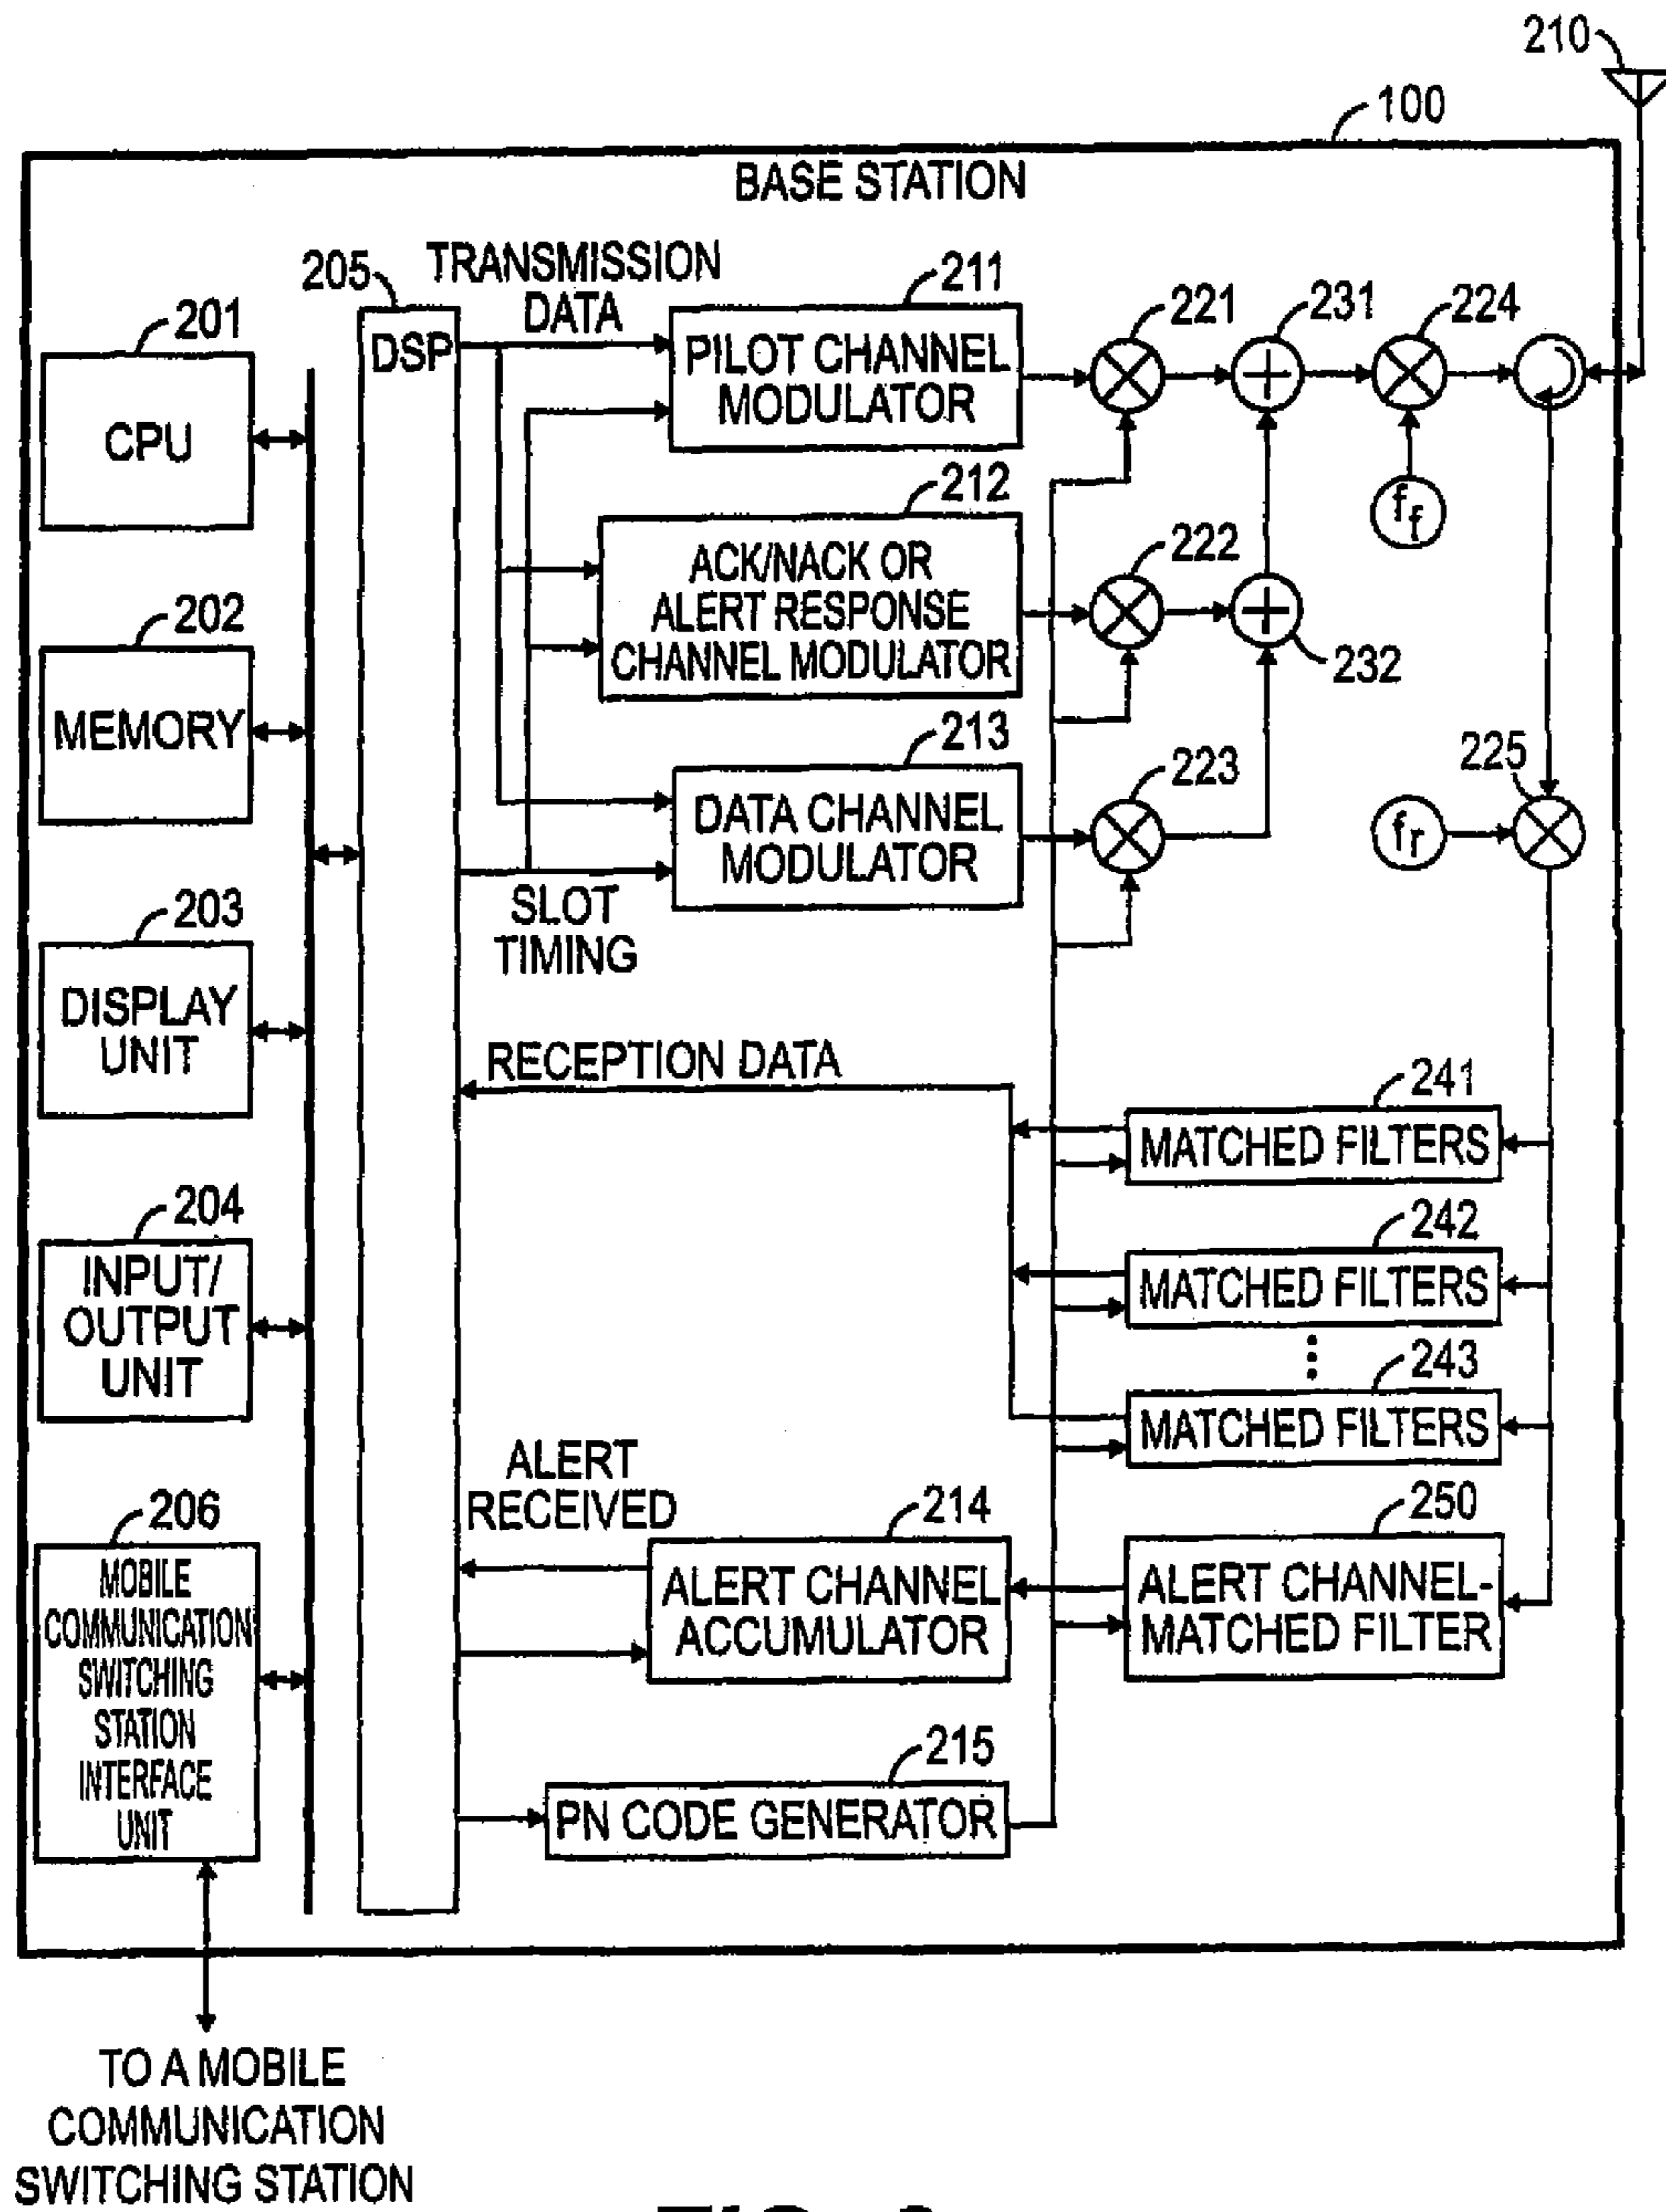 210
100
BASE STATION
205
TRANSMISSION
DATA
211
221
231
224
201
DSP
PILOT CHANNEL
MODULATOR
CPU
212
ff
222
202
ACK/NACK OR
ALERT RESPONSE
CHANNEL MODULATOR
232
MEMORY
213
223
225
DATA CHANNEL
MODULATOR
fr
203
SLOT
TIMING
DISPLAY
UNIT
RECEPTION DATA
241
MATCHED FILTERS
204
242
INPUT/
OUTPUT
UNIT
MATCHED FILTERS
243
MATCHED FILTERS
ALERT
RECEIVED
206
214
250
MOBILE
COMMUNICATION
SWITCHING
STATION
INTERFACE
UNIT
ALERT CHANNEL
ACCUMULATOR
ALERT CHANNEL-
MATCHED FILTER
215
PN CODE GENERATOR
TO A MOBILE
COMMUNICATION
SWITCHING STATION